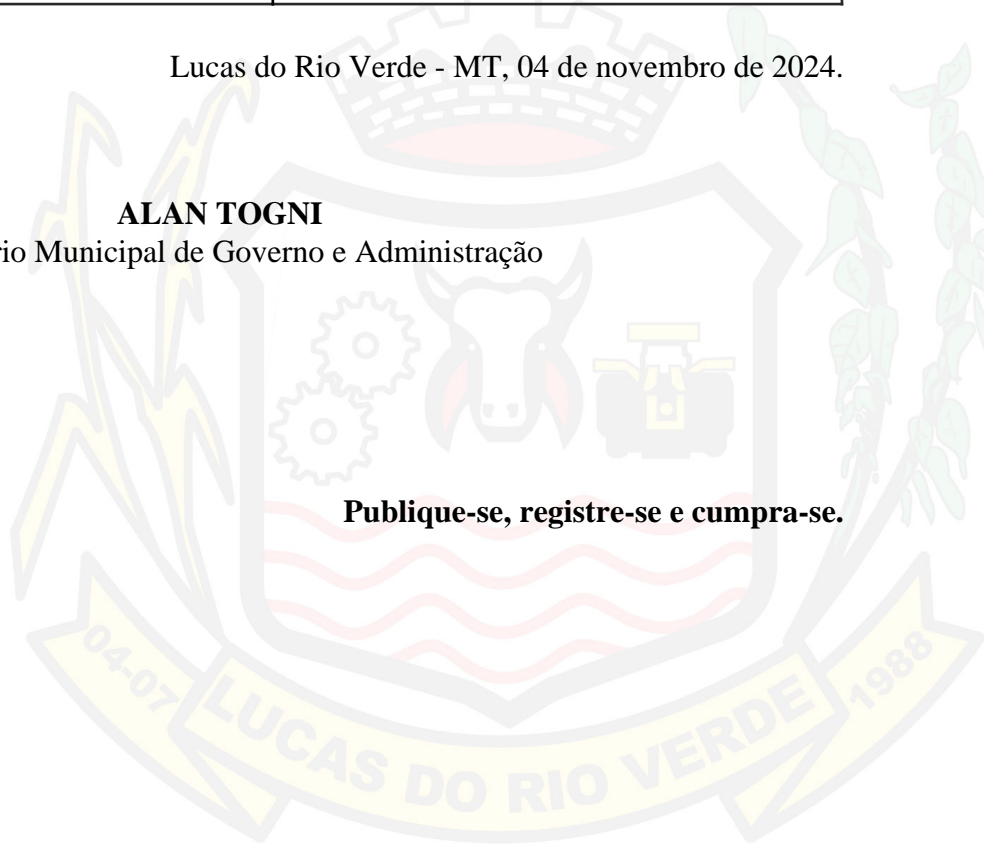 Lucas do Rio Verde - MT, 04 de novembro de 2024.
ALAN TOGNI
rio Municipal de Governo e Administração
Publique-se, registre-se e cumpra-se.
04-07 LUCAS DO RIO VERDE 1988